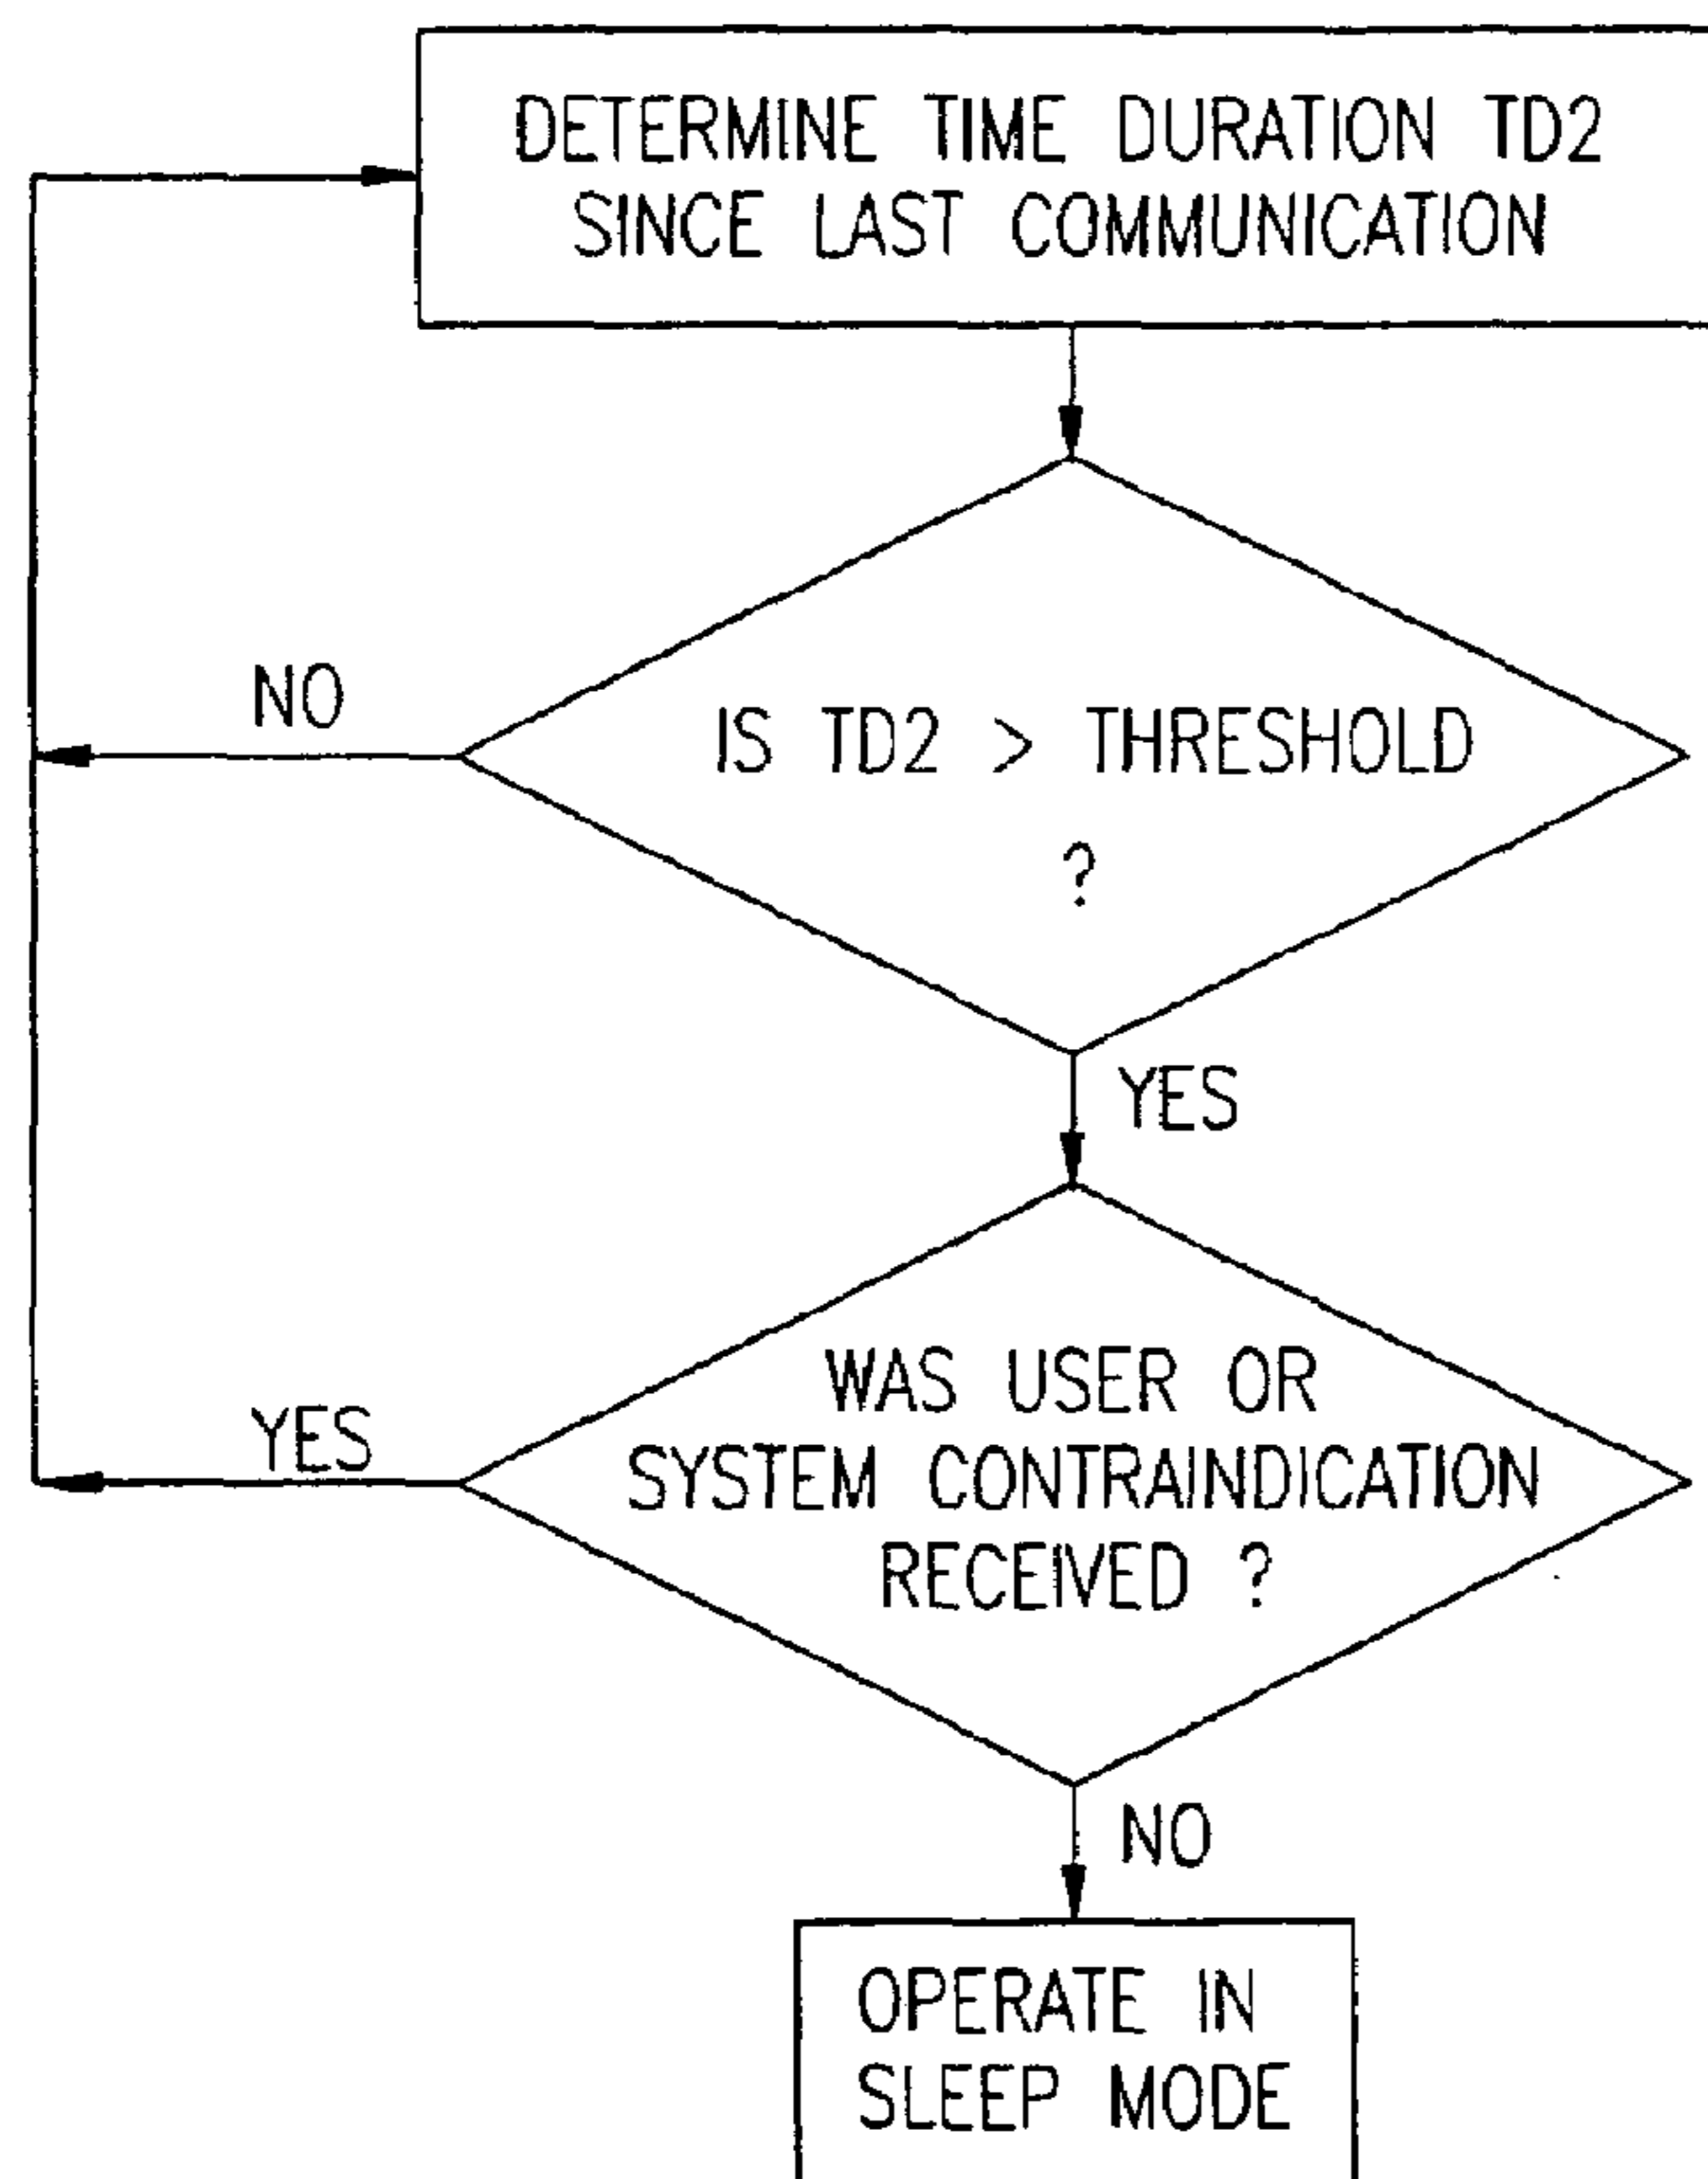 DETERMINE TIME DURATION TD2
SINCE LAST COMMUNICATION
NO
IS TD2 > THRESHOLD
?
YES
WAS USER OR
SYSTEM CONTRAINDICATION
RECEIVED ?
YES
NO
OPERATE IN
SLEEP MODE